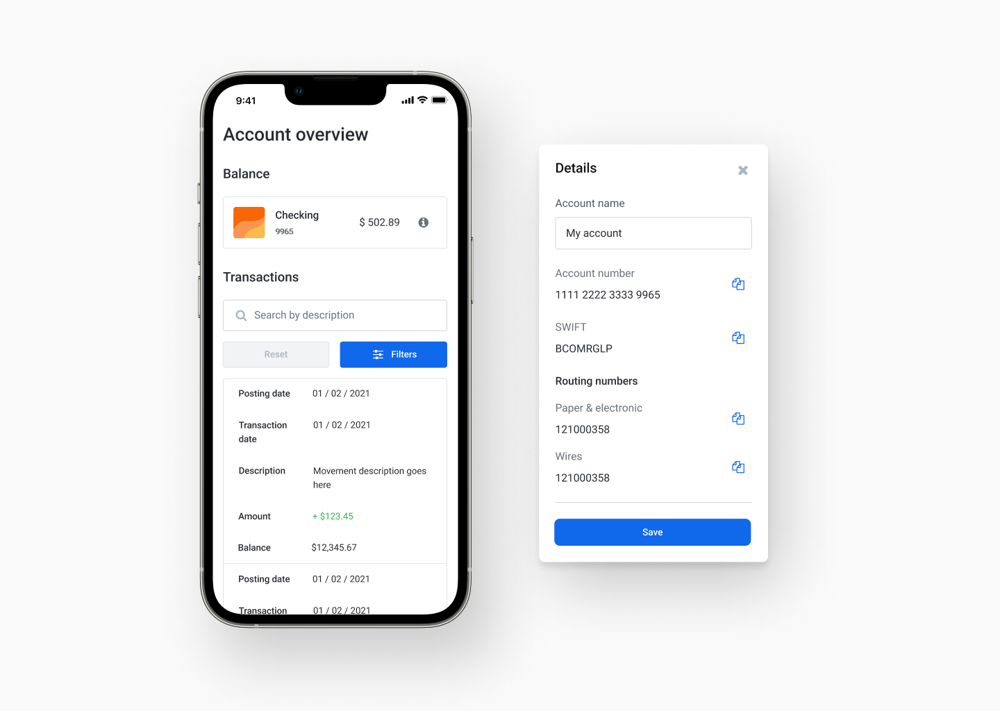 9:41
Account overview
Balance
Checking
9965
$ 502.89
Transactions
Search by description
Reset
Filters
Posting date 01 / 02 / 2021
Transaction 01 / 02 / 2021
date
Description Movement description goes
here
Amount + $123.45
Balance $12,345.67
Posting date 01 / 02 / 2021
Transaction 01 / 02 / 2021
Details
Account name
My account
Account number
1111 2222 3333 9965
SWIFT
BCOMRGLP
Routing numbers
Paper & electronic
121000358
Wires
121000358
Save